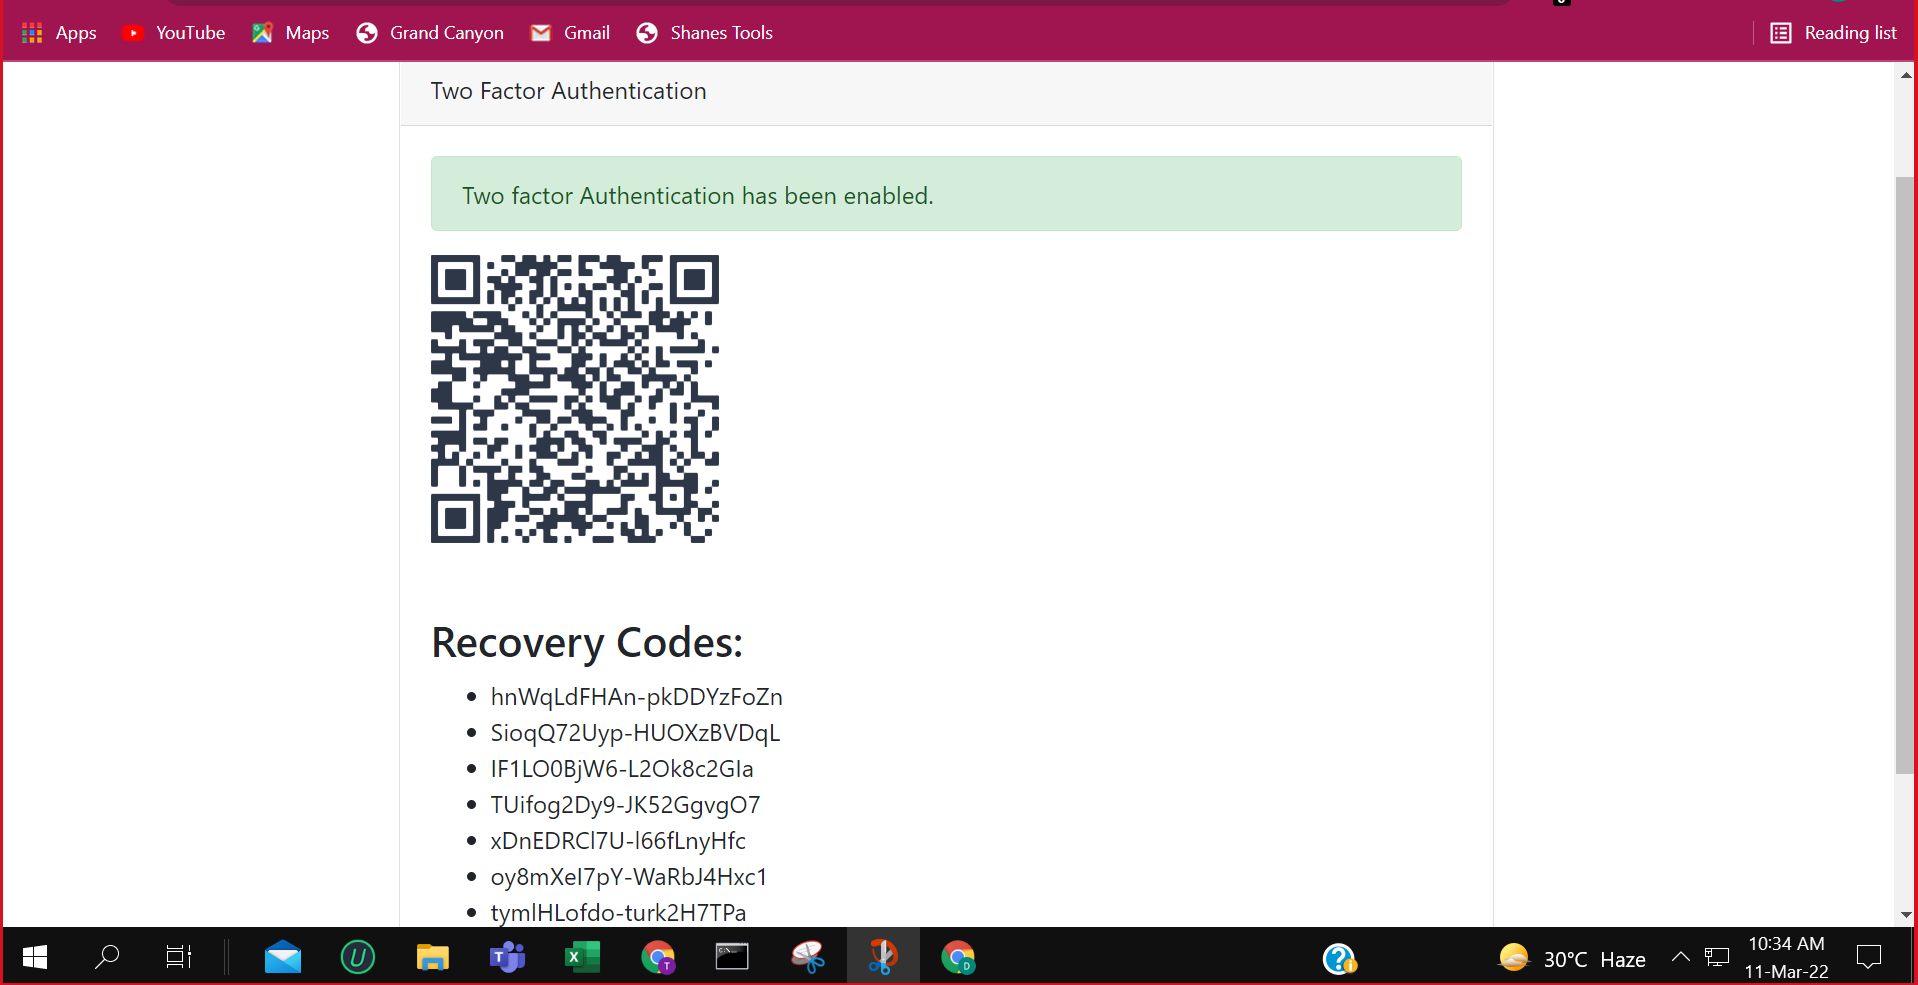 Apps YouTube Maps Grand Canyon Gmail Shanes Tools Reading list
Two Factor Authentication
Two factor Authentication has been enabled.
Recovery Codes:
hnWqLdFHAn-pkDDYzFoZn
SioqQ72Uyp-HUOXzBVDqL
IF1LO0BjW6-L2Ok8c2GIa
TUifog2Dy9-JK52GgvgO7
xDnEDRCl7U-l66fLnyHfc
oy8mXeI7pY-WaRbJ4Hxc1
tymlHLofdo-turk2H7TPa
30°C Haze
10:34 AM
11-Mar-22